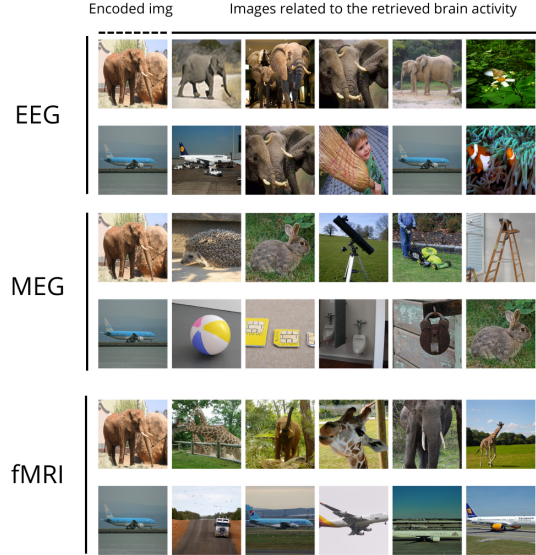 Encoded img
Images related to the retrieved brain activity
EEG
MEG
fMRI